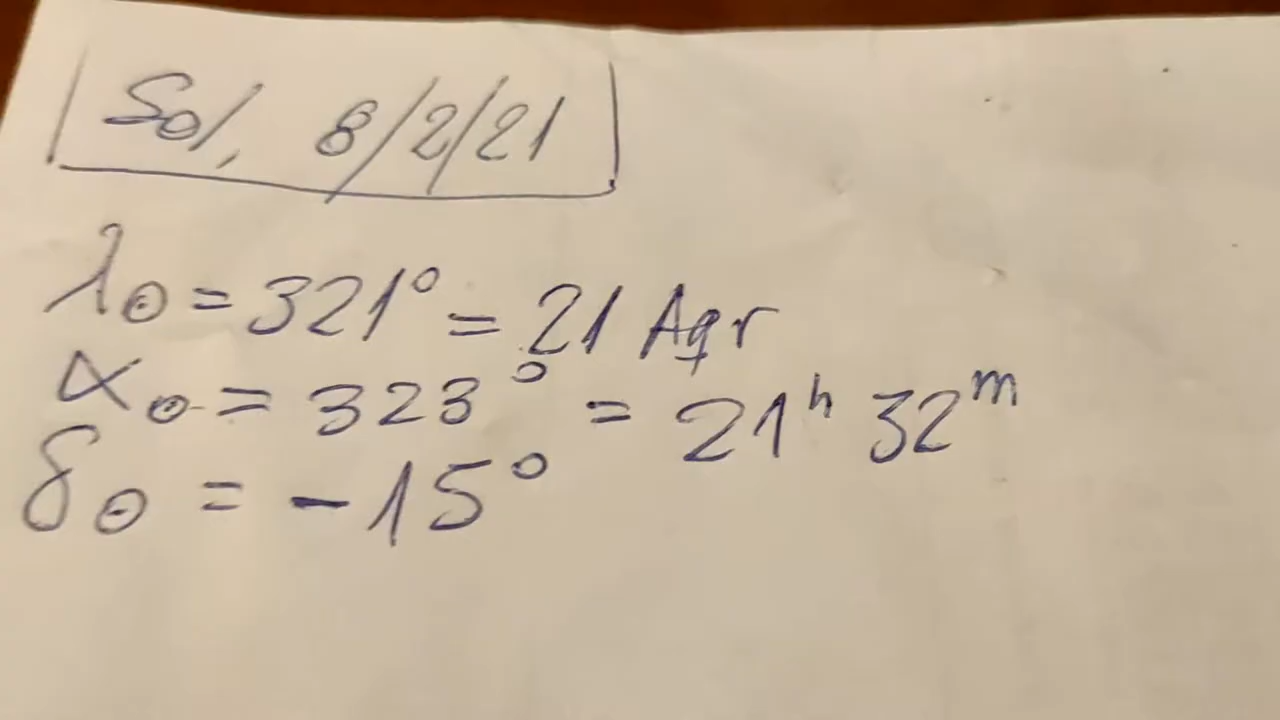 Sol, 8/2/21
λ☉ = 321° = 21 Aqr
α☉ = 323° = 21ʰ 32ᵐ
δ☉ = -15°